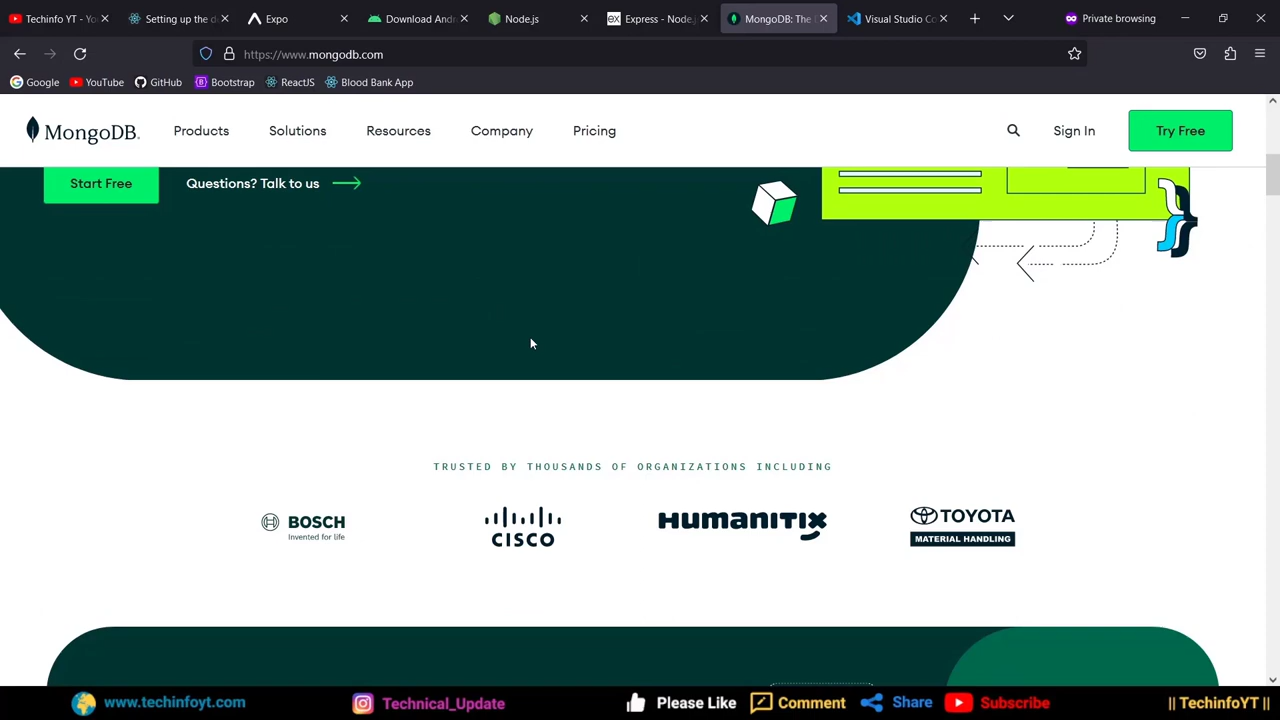 Techinfo YT -
Setting up the d
Expo
Download Andr
Node.js
Express - Node.j
MongoDB: The
Visual Studio Co
Private browsing
https://www.mongodb.com
Google
YouTube
GitHub
Bootstrap
ReactJS
Blood Bank App
MongoDB.
Products
Solutions
Resources
Company
Pricing
Sign In
Try Free
Start Free
Questions? Talk to us
TRUSTED BY THOUSANDS OF ORGANIZATIONS INCLUDING
BOSCH
Invented for life
CISCO
HUMANITIX
TOYOTA
MATERIAL HANDLING
www.techinfoyt.com
Technical_Update
Please Like
Comment
Share
Subscribe
|| TechinfoYT ||